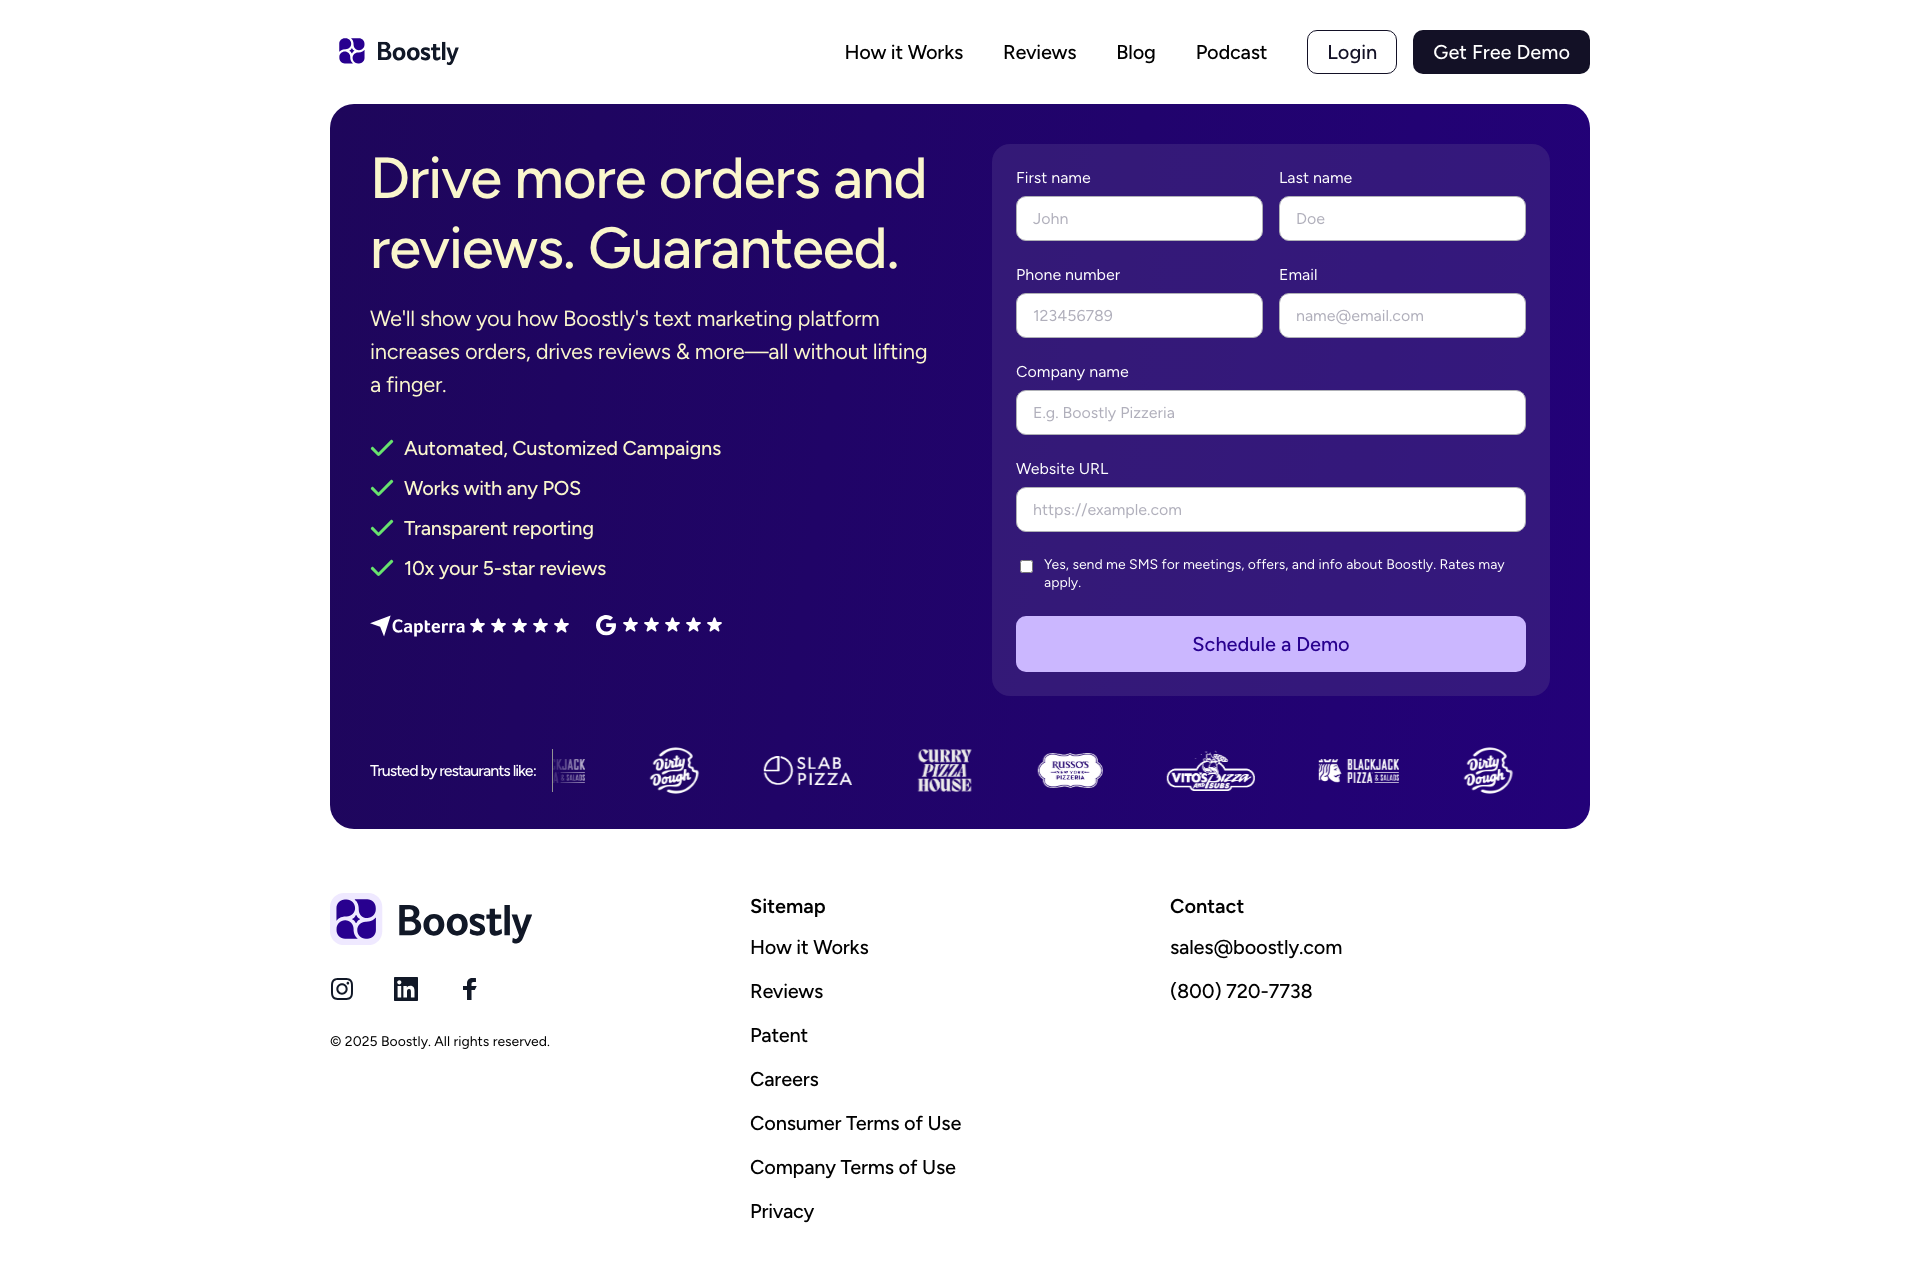 Boostly
How it Works
Reviews
Blog
Podcast
Login
Get Free Demo
Drive more orders and
reviews. Guaranteed.
We'll show you how Boostly's text marketing platform
increases orders, drives reviews & more—all without lifting
a finger.
Automated, Customized Campaigns
Works with any POS
Transparent reporting
10x your 5-star reviews
Capterra
First name
Last name
John
Doe
Phone number
Email
123456789
name@email.com
Company name
E.g. Boostly Pizzeria
Website URL
https://example.com
Yes, send me SMS for meetings, offers, and info about Boostly. Rates may
apply.
Schedule a Demo
Trusted by restaurants like:
Dirty
Dough
SLAB
PIZZA
CURRY
PIZZA
HOUSE
RUSSO'S
NEW YORK
PIZZERIA
VITO'S Pizza
AND SUBS
BLACKJACK
PIZZA & SALADS
Dirty
Dough
Boostly
© 2025 Boostly. All rights reserved.
Sitemap
How it Works
Reviews
Patent
Careers
Consumer Terms of Use
Company Terms of Use
Privacy
Contact
sales@boostly.com
(800) 720-7738